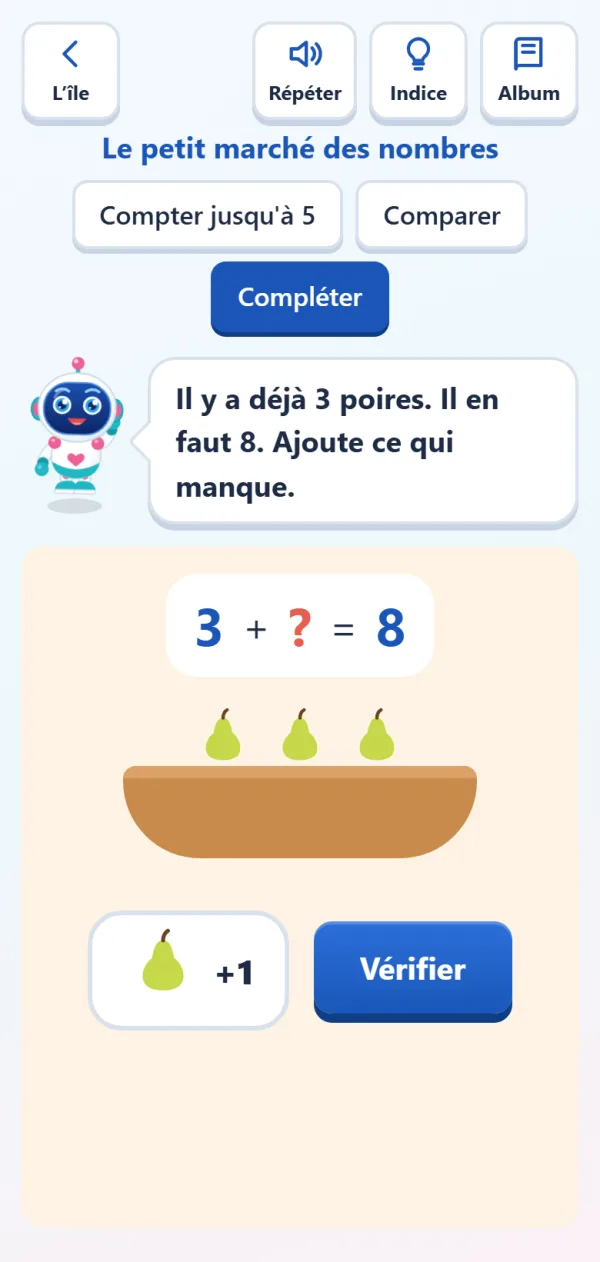 L’île
Répéter
Indice
Album
Le petit marché des nombres
Compter jusqu'à 5
Comparer
Compléter
Il y a déjà 3 poires. Il en
faut 8. Ajoute ce qui
manque.
3 + ? = 8
+1
Vérifier